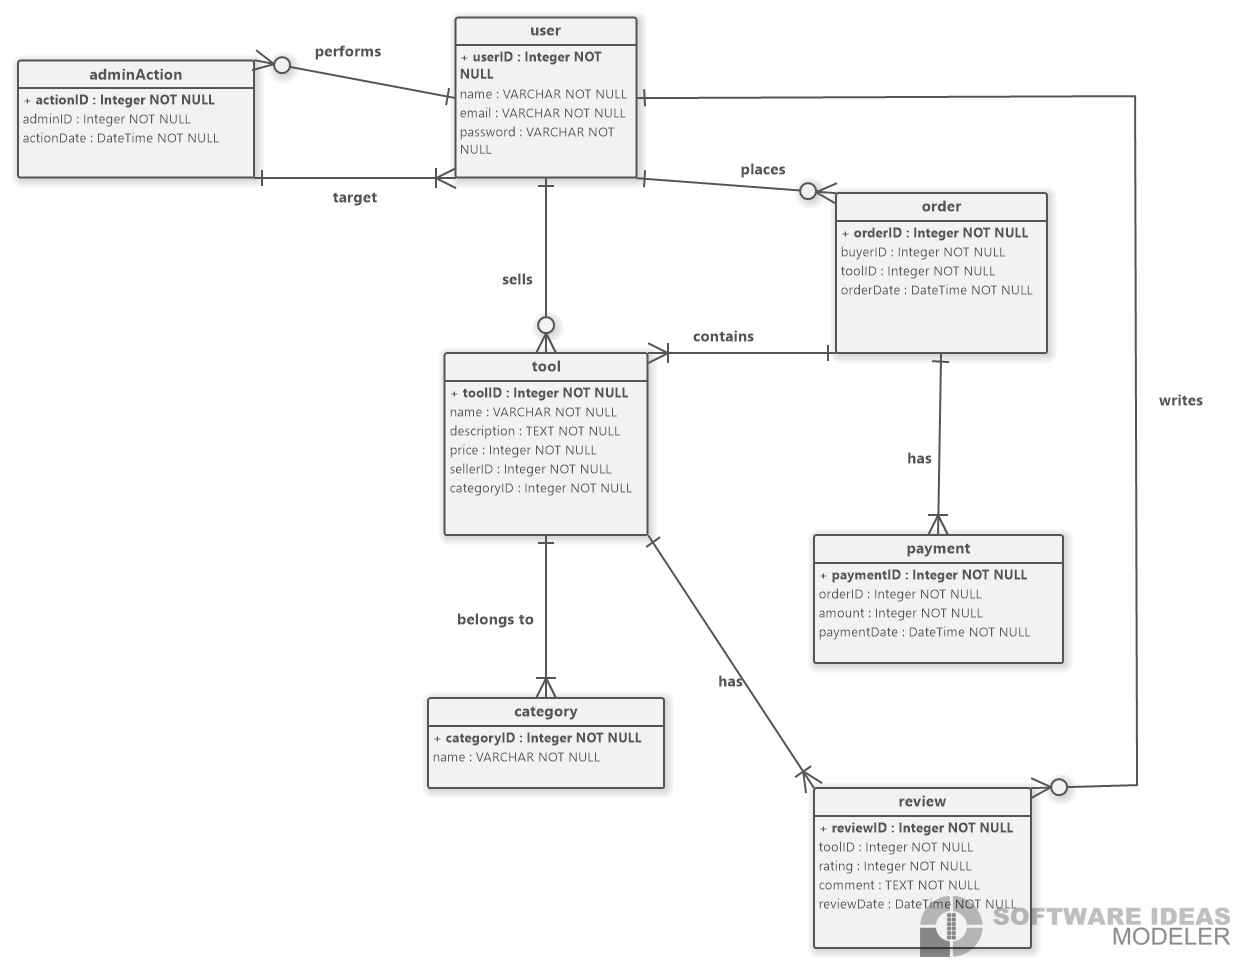 user
+ userID : Integer NOT
NULL
name : VARCHAR NOT NULL
email : VARCHAR NOT NULL
password : VARCHAR NOT
NULL
performs
adminAction
+ actionID : Integer NOT NULL
adminID : Integer NOT NULL
actionDate : DateTime NOT NULL
target
places
order
+ orderID : Integer NOT NULL
buyerID : Integer NOT NULL
toolID : Integer NOT NULL
orderDate : DateTime NOT NULL
sells
contains
tool
+ toolID : Integer NOT NULL
name : VARCHAR NOT NULL
description : TEXT NOT NULL
price : Integer NOT NULL
sellerID : Integer NOT NULL
categoryID : Integer NOT NULL
writes
has
payment
+ paymentID : Integer NOT NULL
orderID : Integer NOT NULL
amount : Integer NOT NULL
paymentDate : DateTime NOT NULL
belongs to
has
category
+ categoryID : Integer NOT NULL
name : VARCHAR NOT NULL
review
+ reviewID : Integer NOT NULL
toolID : Integer NOT NULL
rating : Integer NOT NULL
comment : TEXT NOT NULL
reviewDate : DateTime NOT NULL
SOFTWARE IDEAS
MODELER